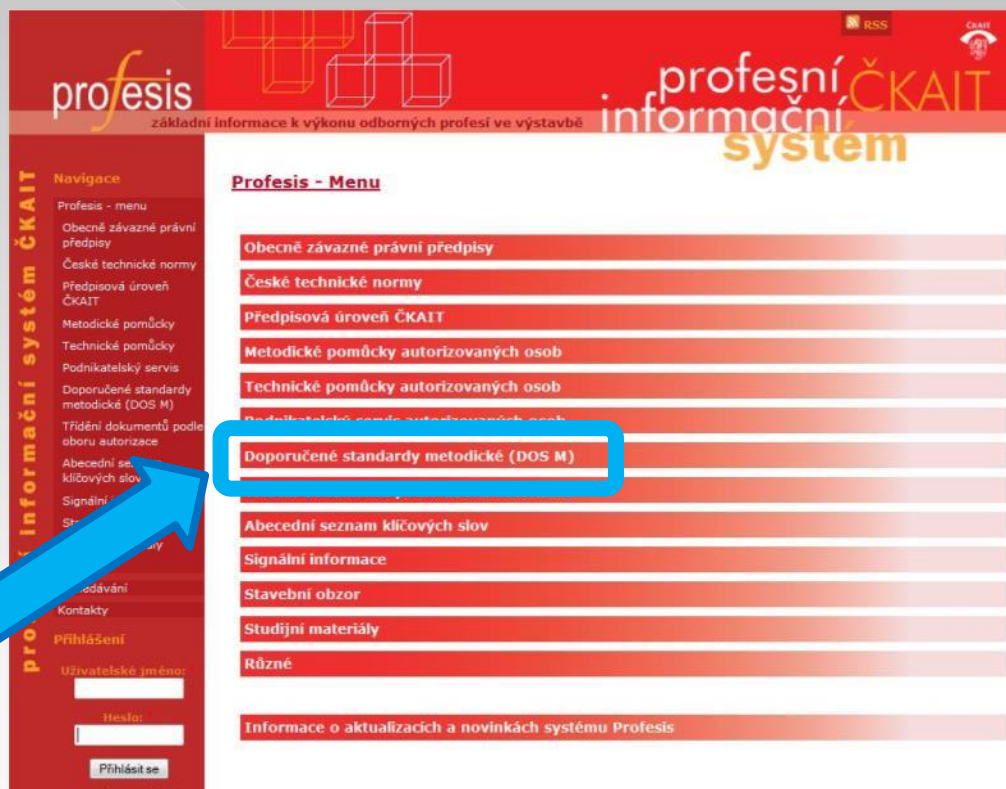 RSS
ČKAIT
profesis
základní informace k výkonu odborných profesí ve výstavbě
profesní
informační
systém
ČKAIT
informační systém ČKAIT
Navigace
Profesis - menu
Obecně závazné právní
předpisy
České technické normy
Předpisová úroveň
ČKAIT
Metodické pomůcky
Technické pomůcky
Podnikatelský servis
Doporučené standardy
metodické (DOS M)
Třídění dokumentů podle
oboru autorizace
Abecední
klíčových
Signální
Kontakty
Přihlášení
Uživatelské jméno:
Heslo:
Přihlásit se
Profesis - Menu
Obecně závazné právní předpisy
České technické normy
Předpisová úroveň ČKAIT
Metodické pomůcky autorizovaných osob
Technické pomůcky autorizovaných osob
Podnikatelský servis autorizovaných osob
Doporučené standardy metodické (DOS M)
Abecední seznam klíčových slov
Signální informace
Stavební obzor
Studijní materiály
Různé
Informace o aktualizacích a novinkách systému Profesis